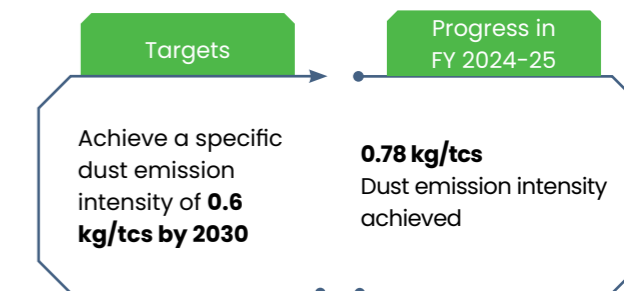 Targets
Achieve a specific
dust emission
intensity of 0.6
kg/tcs by 2030
Progress in
FY 2024-25
0.78 kg/tcs
Dust emission intensity
achieved